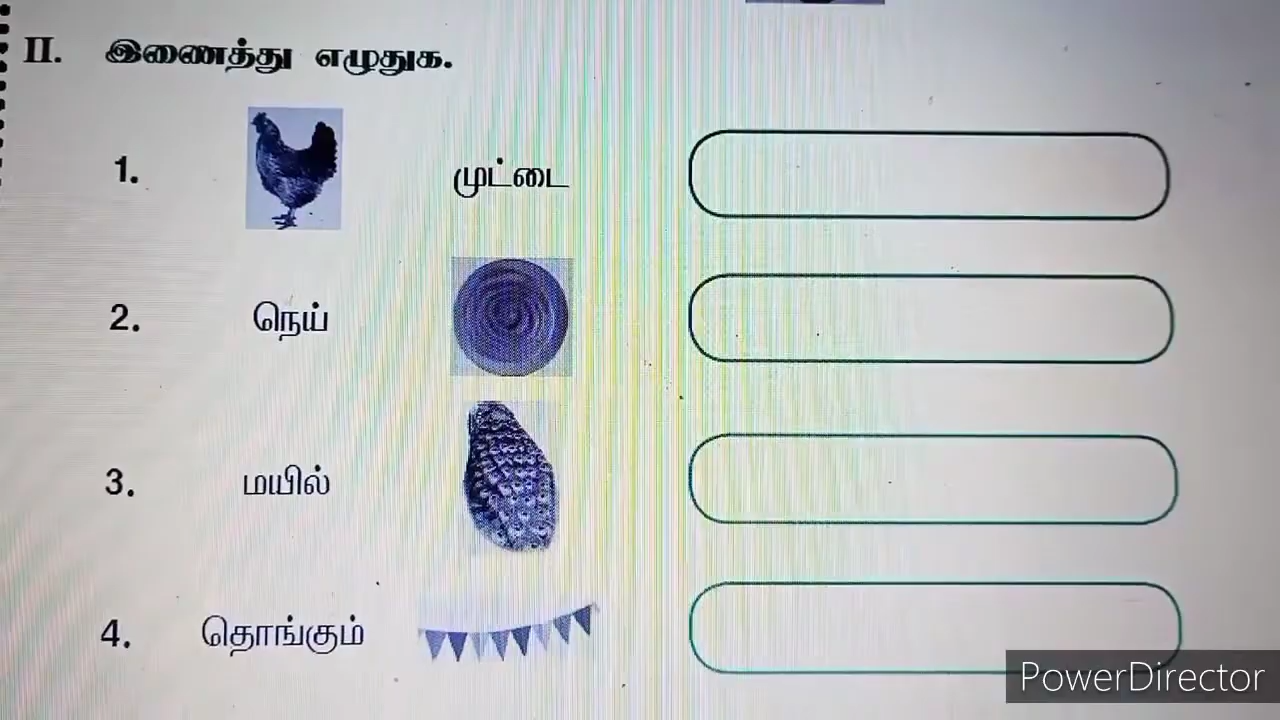 II. இணைத்து எழுதுக.
1. முட்டை
2. நெய்
3. மயில்
4. தொங்கும்
PowerDirector